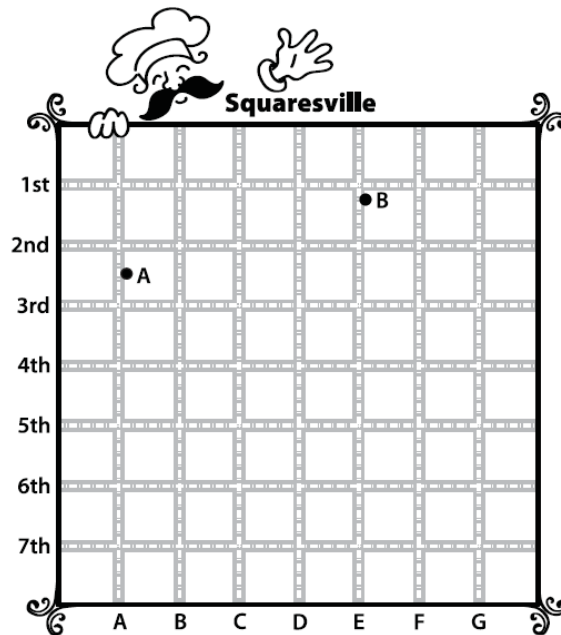 Squaresville
1st
B
2nd
A
3rd
4th
5th
6th
7th
A B C D E F G